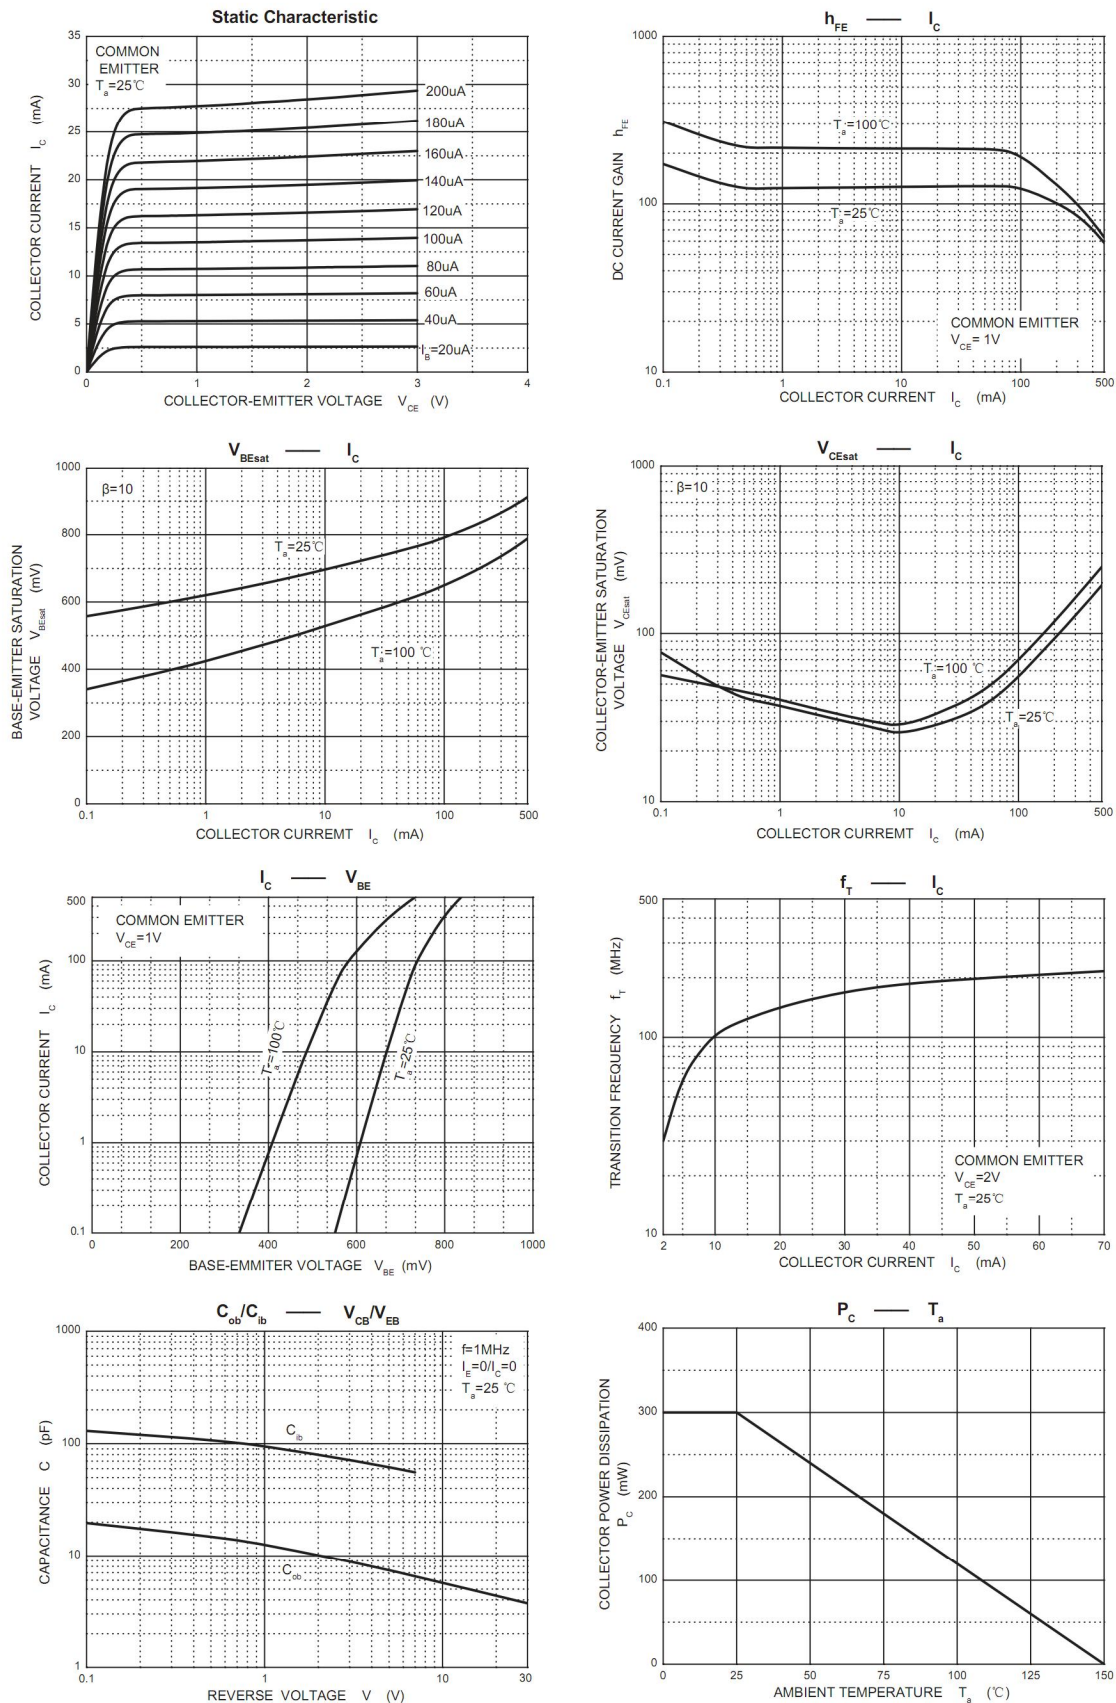 Static Characteristic
COMMON
EMITTER
Ta=25℃
COLLECTOR CURRENT IC (mA)
35
30
25
20
15
10
5
0
200uA
180uA
160uA
140uA
120uA
100uA
80uA
60uA
40uA
IB=20uA
0 1 2 3 4
COLLECTOR-EMITTER VOLTAGE VCE (V)
hFE —— IC
DC CURRENT GAIN hFE
1000
100
10
Ta=100℃
Ta=25℃
COMMON EMITTER
VCE= 1V
0.1 1 10 100 500
COLLECTOR CURRENT IC (mA)
VBEsat —— IC
BASE-EMITTER SATURATION
VOLTAGE VBEsat (mV)
1000
800
600
400
200
0
β=10
Ta=25℃
Ta=100 ℃
0.1 1 10 100 500
COLLECTOR CURREMT IC (mA)
VCEsat —— IC
COLLECTOR-EMITTER SATURATION
VOLTAGE VCEsat (mV)
1000
100
10
β=10
Ta=100℃
Ta=25℃
0.1 1 10 100 500
COLLECTOR CURREMT IC (mA)
IC —— VBE
COLLECTOR CURRENT IC (mA)
500
100
10
1
0.1
COMMON EMITTER
VCE=1V
Ta=100℃
Ta=25℃
0 200 400 600 800 1000
BASE-EMMITER VOLTAGE VBE (mV)
fT —— IC
TRANSITION FREQUENCY fT (MHz)
500
100
10
COMMON EMITTER
VCE=2V
Ta=25℃
2 10 20 30 40 50 60 70
COLLECTOR CURRENT IC (mA)
Cob/Cib —— VCB/VEB
CAPACITANCE C (pF)
1000
100
10
1
f=1MHz
IE=0/IC=0
Ta=25 ℃
Cib
Cob
0.1 1 10 30
REVERSE VOLTAGE V (V)
PC —— Ta
COLLECTOR POWER DISSIPATION
PC (mW)
400
300
200
100
0
0 25 50 75 100 125 150
AMBIENT TEMPERATURE Ta (℃)